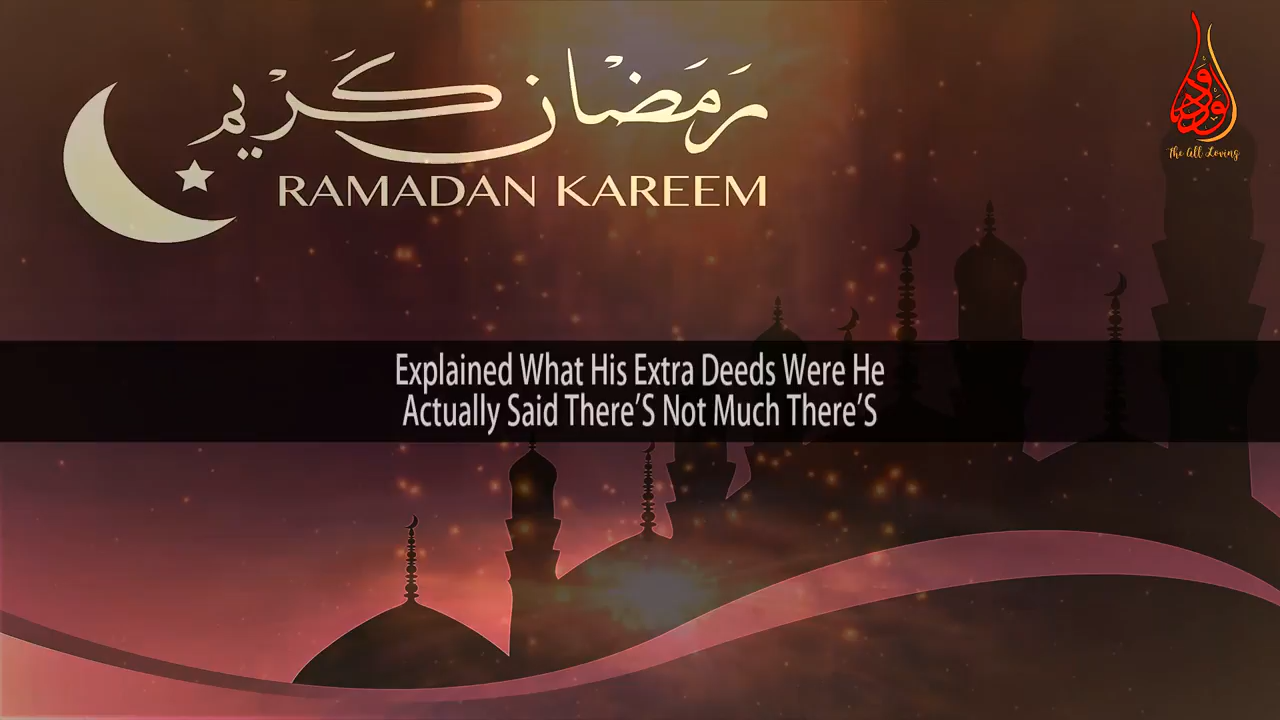 رَمَضَان كَرْيم
RAMADAN KAREEM
ودود
The All Loving
Explained What His Extra Deeds Were He
Actually Said There’S Not Much There’S